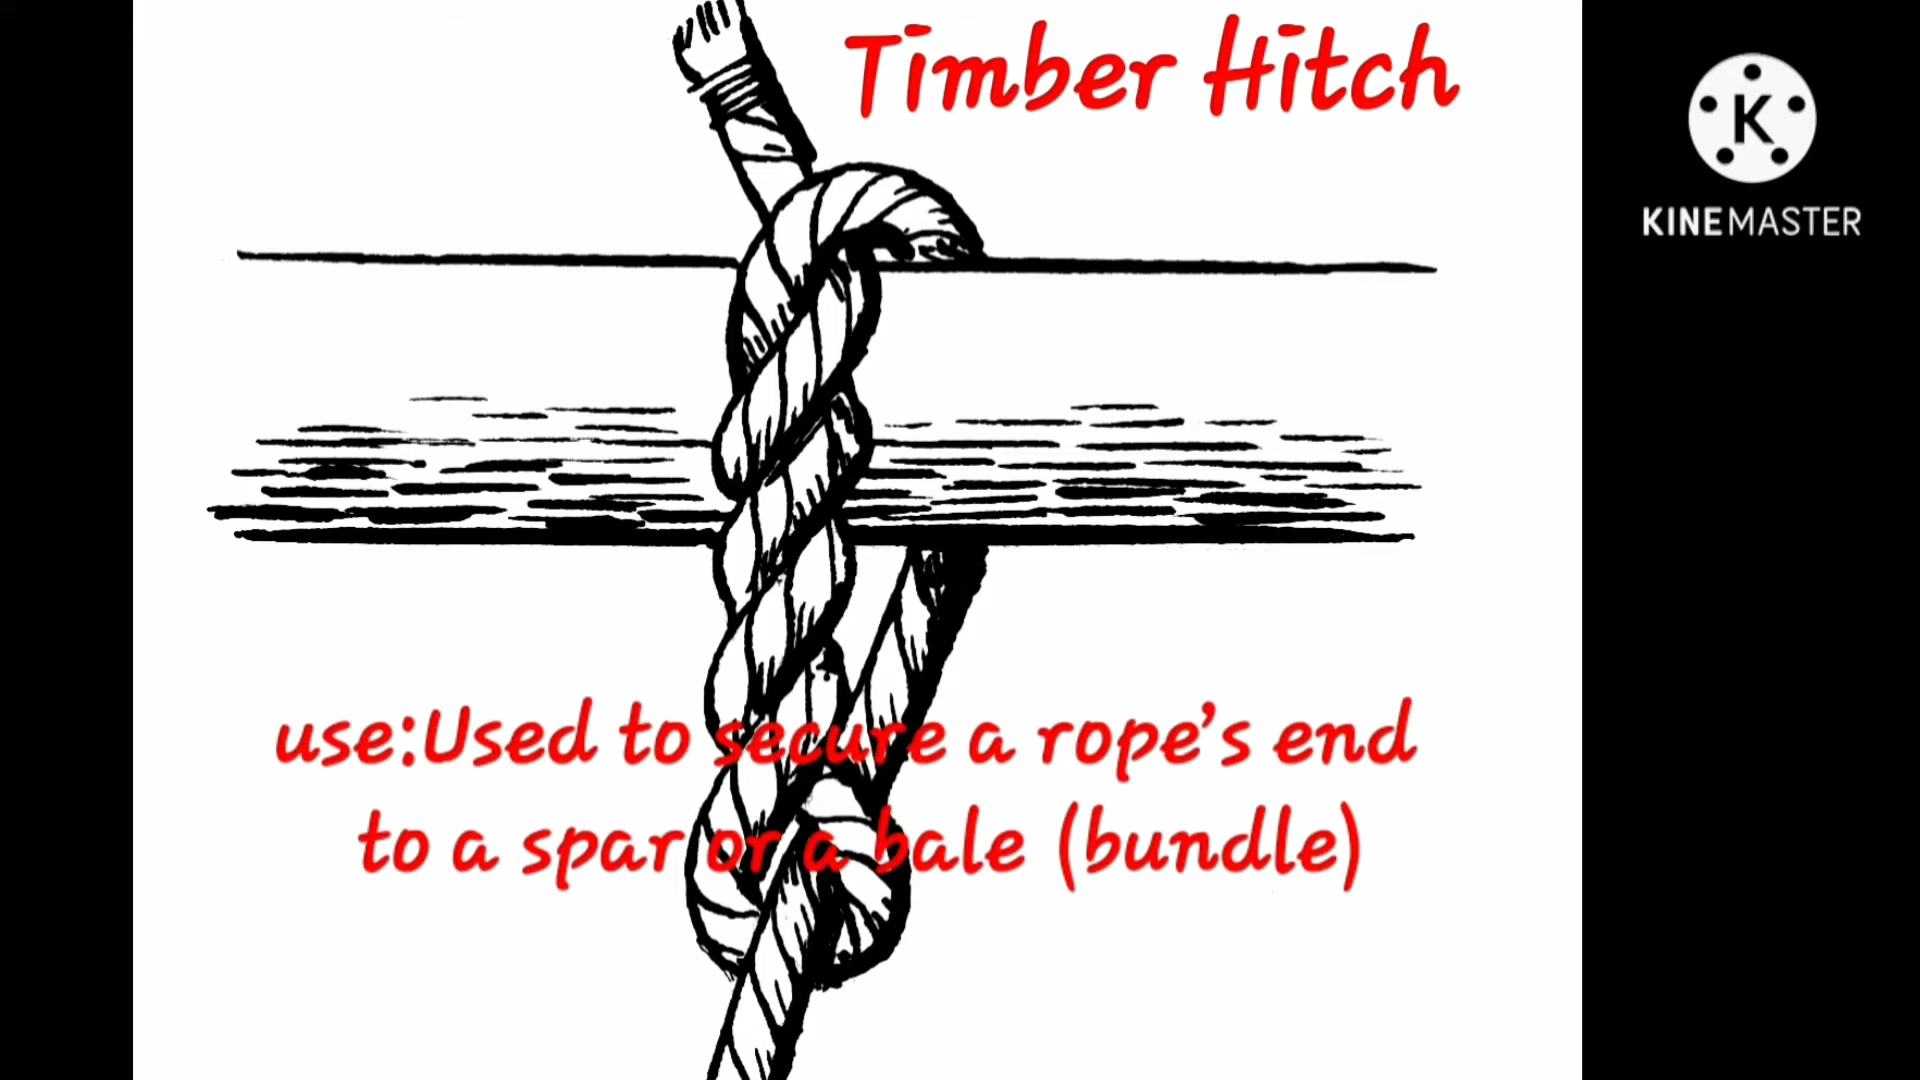 Timber Hitch
K
KINEMASTER
use:Used to secure a rope's end
to a spar or a bale (bundle)